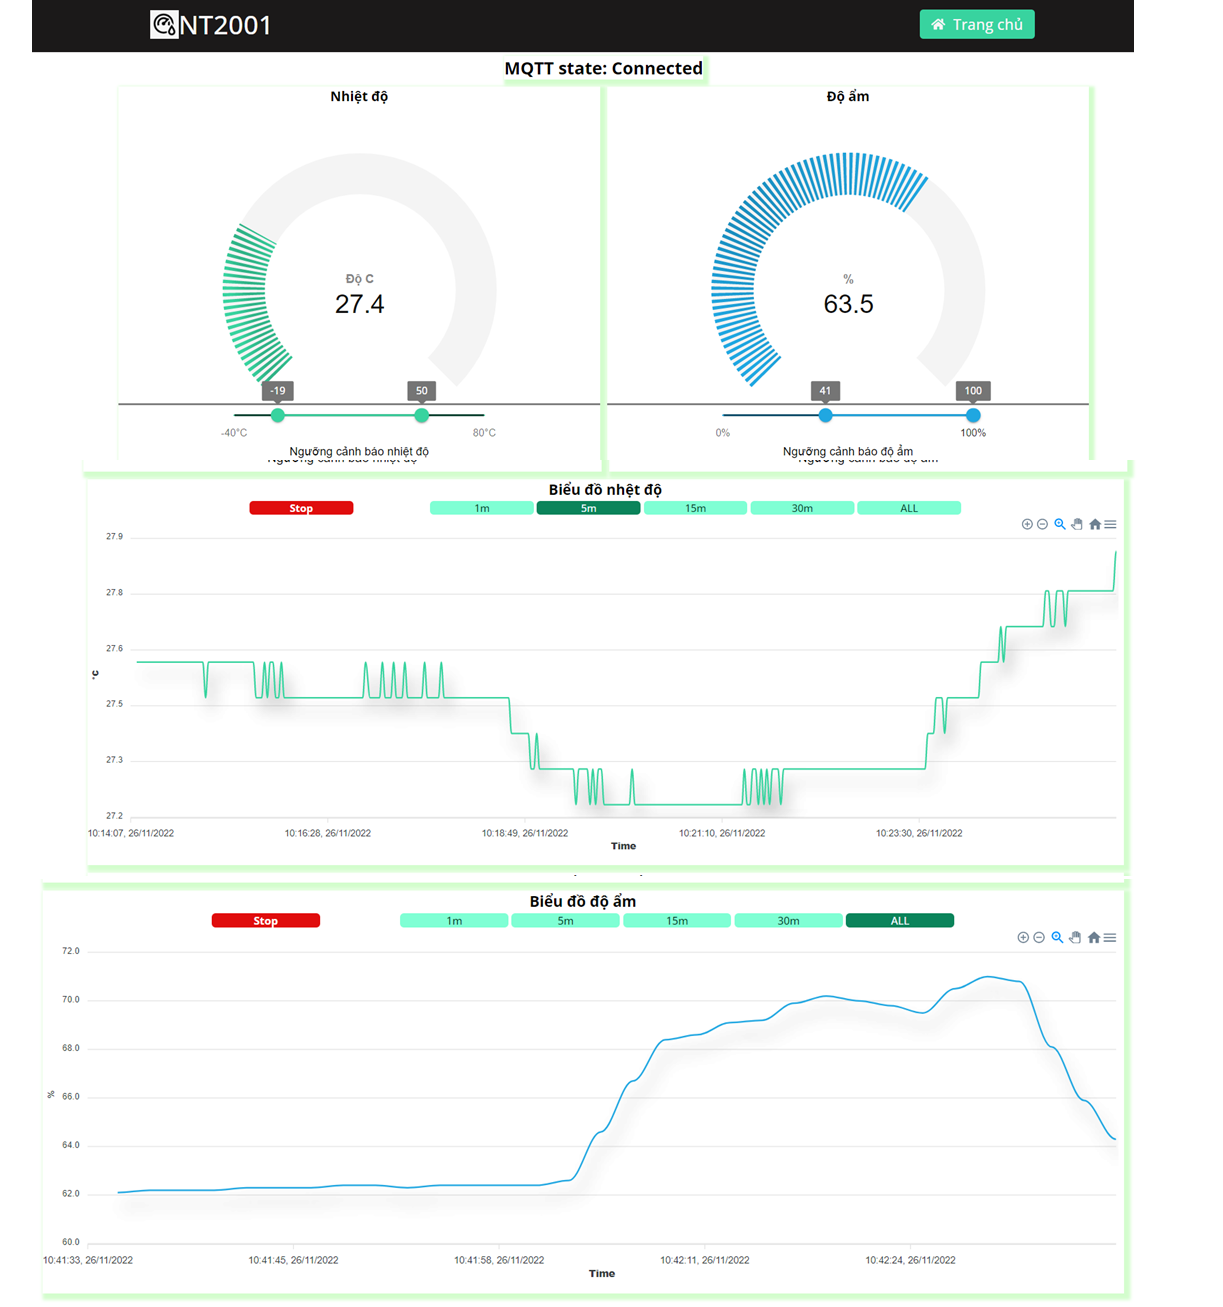 NT2001
Trang chủ
MQTT state: Connected
Nhiệt độ
Độ ẩm
Độ C
27.4
%
63.5
-19
50
41
100
-40°C
80°C
0%
100%
Ngưỡng cảnh báo nhiệt độ
Ngưỡng cảnh báo độ ẩm
Biểu đồ nhệt độ
Stop
1m
5m
15m
30m
ALL
27.9
27.8
27.6
°C
27.5
27.3
27.2
10:14:07, 26/11/2022
10:16:28, 26/11/2022
10:18:49, 26/11/2022
10:21:10, 26/11/2022
10:23:30, 26/11/2022
Time
Biểu đồ độ ẩm
Stop
1m
5m
15m
30m
ALL
72.0
70.0
68.0
%
66.0
64.0
62.0
60.0
10:41:33, 26/11/2022
10:41:45, 26/11/2022
10:41:58, 26/11/2022
10:42:11, 26/11/2022
10:42:24, 26/11/2022
Time